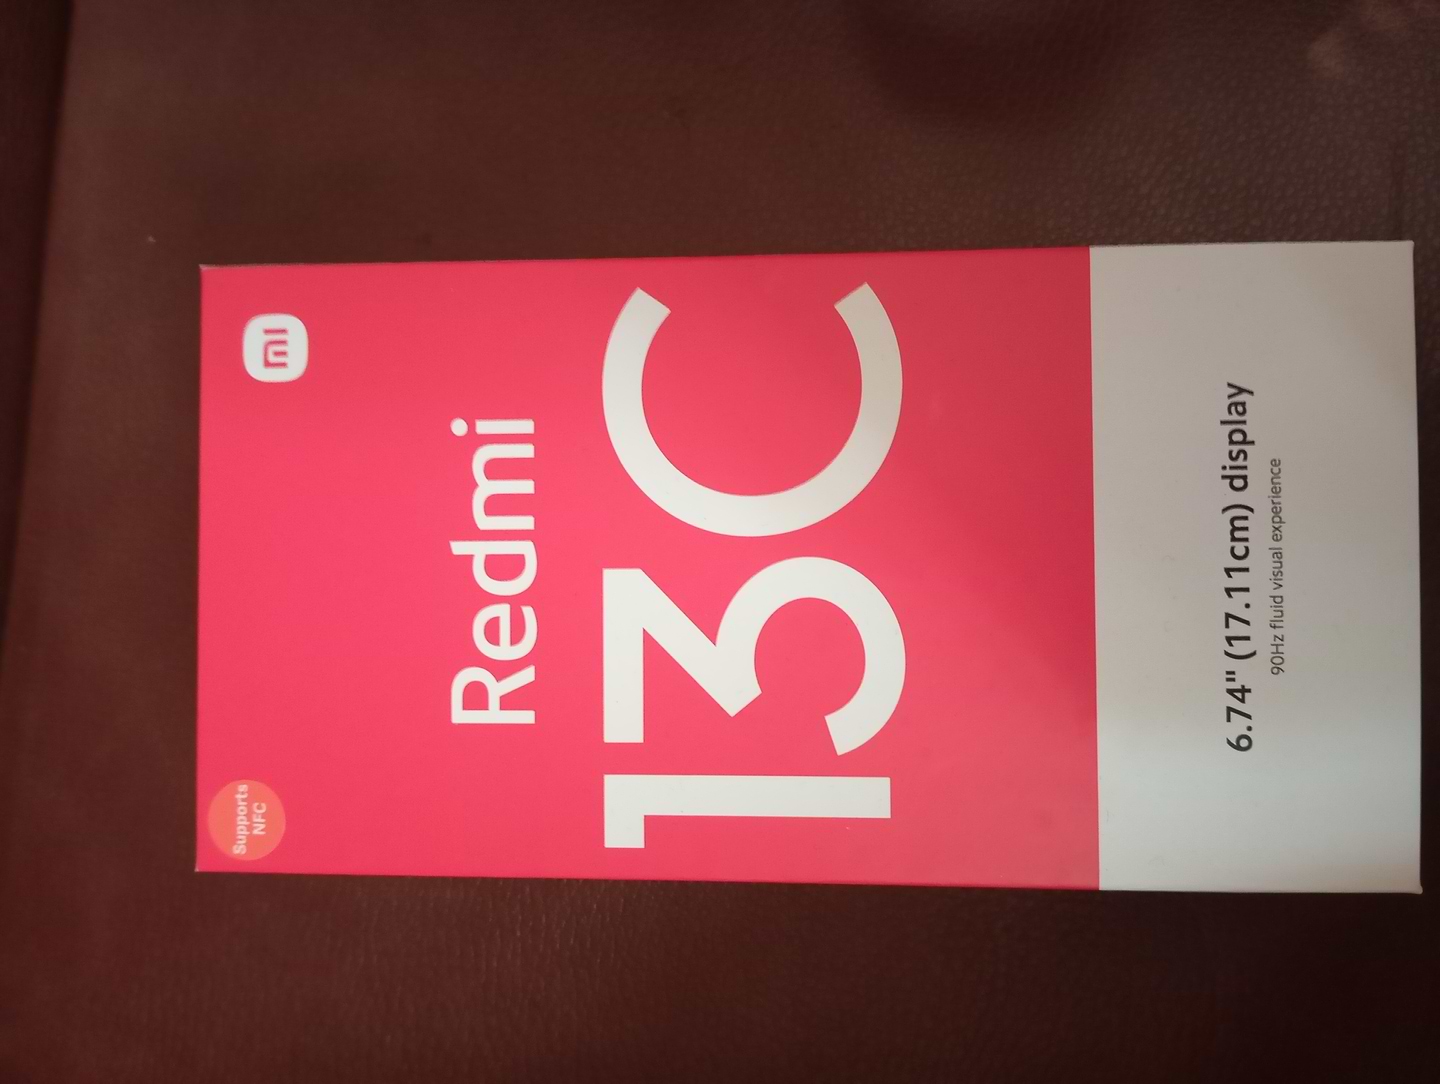 Supports
NFC
mi
Redmi
13C
6.74" (17.11cm) display
90Hz fluid visual experience